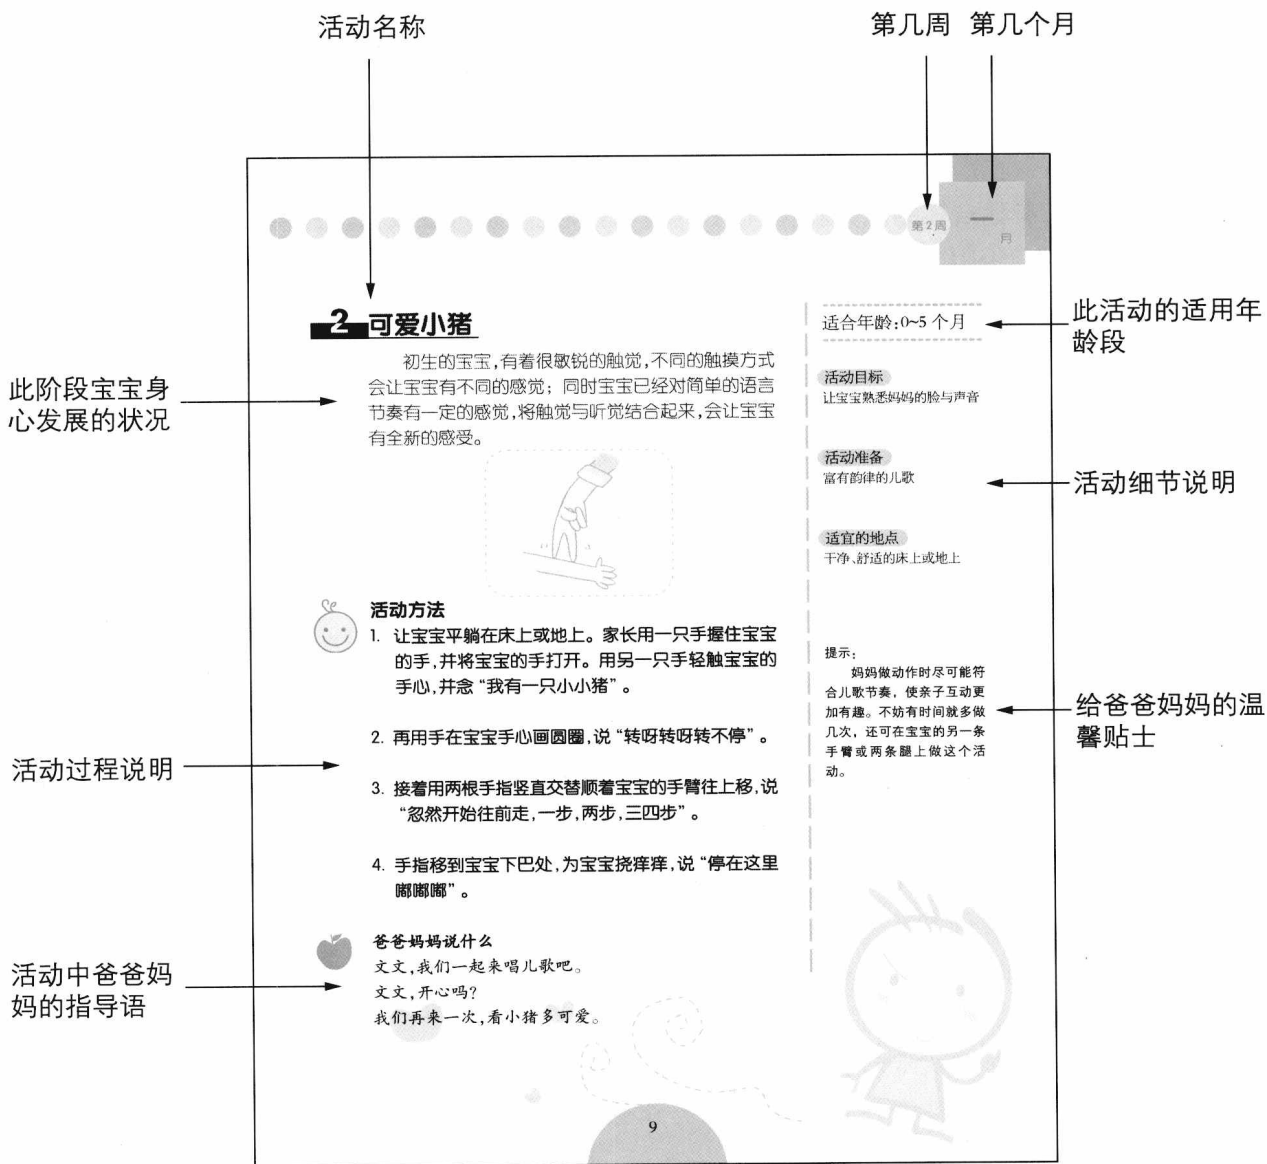 活动名称
第几周 第几个月
第2周
一
月
2 可爱小猪
初生的宝宝,有着很敏锐的触觉,不同的触摸方式
会让宝宝有不同的感觉；同时宝宝已经对简单的语言
节奏有一定的感觉,将触觉与听觉结合起来,会让宝宝
有全新的感受。
此阶段宝宝身
心发展的状况
适合年龄:0~5 个月
此活动的适用年
龄段
活动目标
让宝宝熟悉妈妈的脸与声音
活动准备
富有韵律的儿歌
活动细节说明
适宜的地点
干净、舒适的床上或地上
活动方法
1. 让宝宝平躺在床上或地上。家长用一只手握住宝宝
的手,并将宝宝的手打开。用另一只手轻触宝宝的
手心,并念“我有一只小小猪”。
2. 再用手在宝宝手心画圆圈,说“转呀转呀转不停”。
3. 接着用两根手指竖直交替顺着宝宝的手臂往上移,说
“忽然开始往前走,一步,两步,三四步”。
4. 手指移到宝宝下巴处,为宝宝挠痒痒,说“停在这里
嘟嘟嘟”。
活动过程说明
提示：
妈妈做动作时尽可能符
合儿歌节奏，使亲子互动更
加有趣。不妨有时间就多做
几次，还可在宝宝的另一条
手臂或两条腿上做这个活
动。
给爸爸妈妈的温
馨贴士
爸爸妈妈说什么
文文,我们一起来唱儿歌吧。
文文,开心吗?
我们再来一次,看小猪多可爱。
活动中爸爸妈
妈的指导语
9